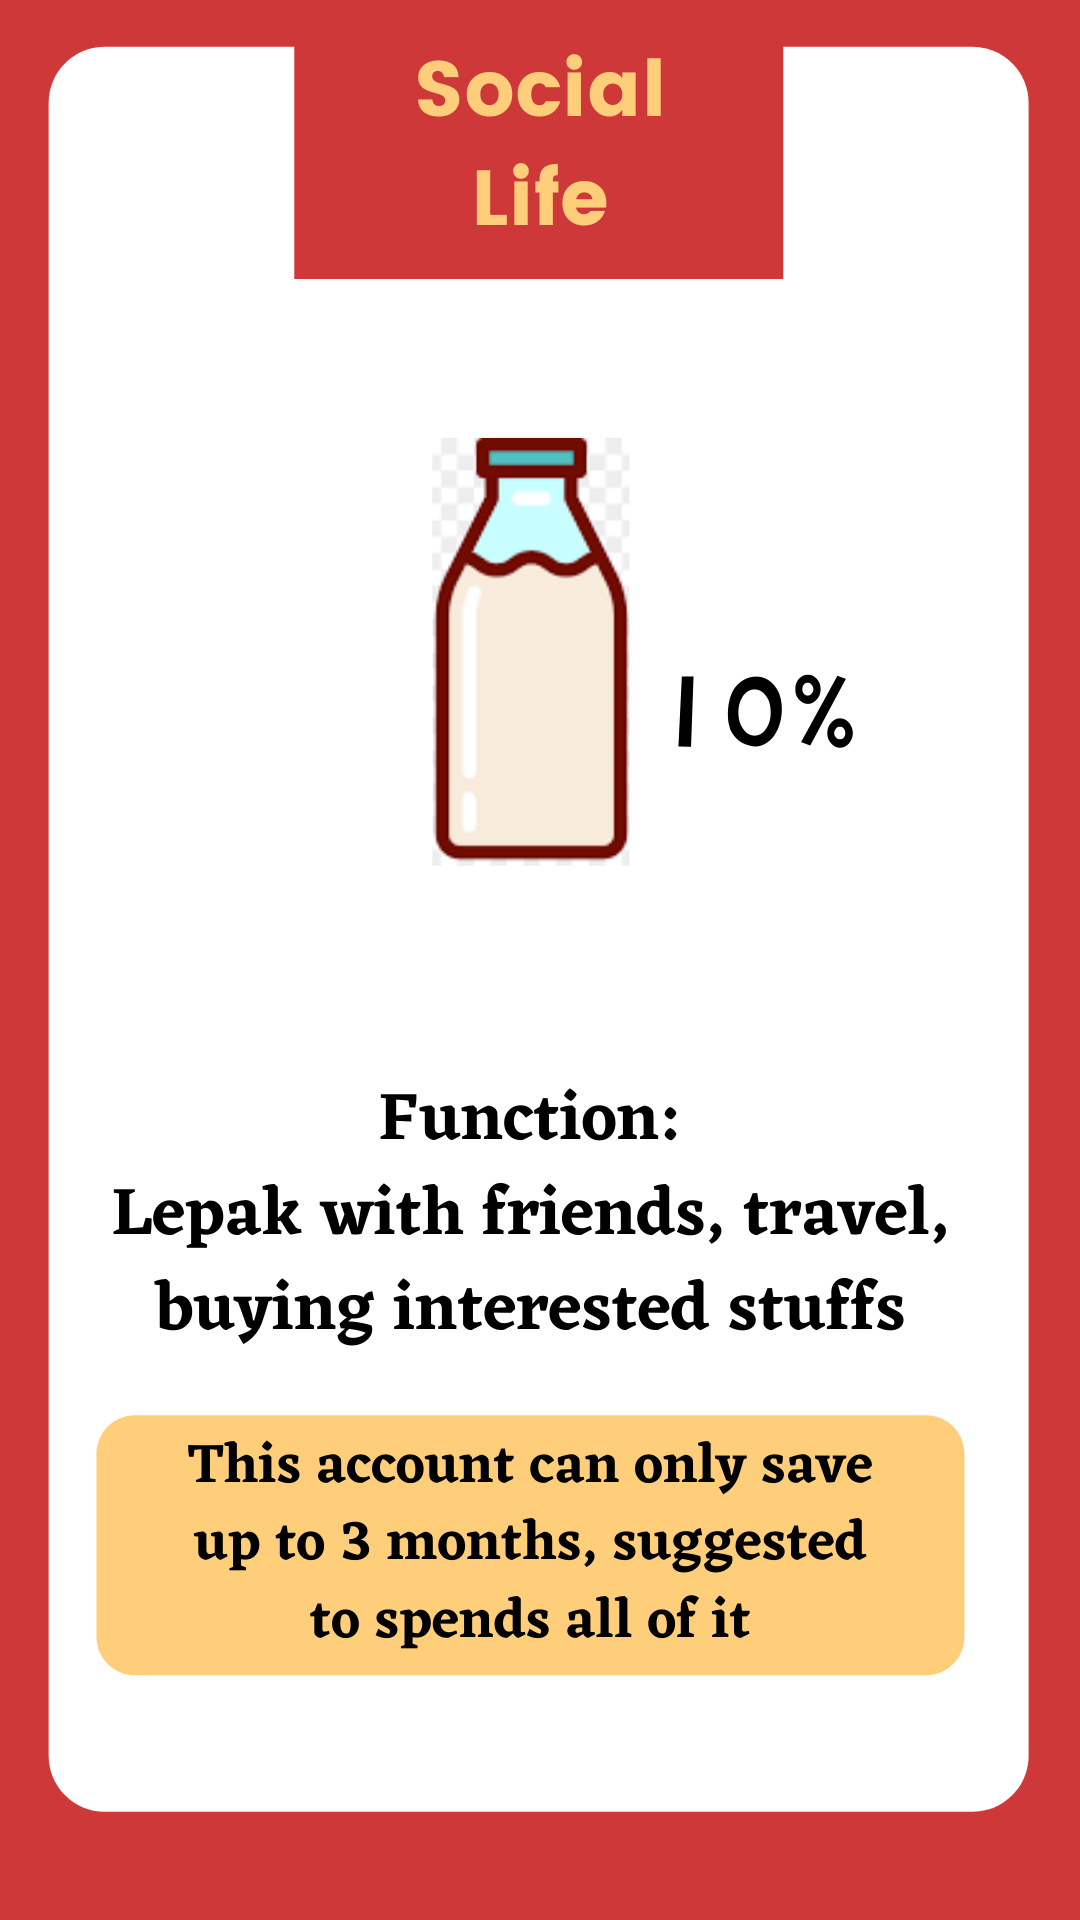 Social
Life
10%
Function:
Lepak with friends, travel,
buying interested stuffs
This account can only save
up to 3 months, suggested
to spends all of it